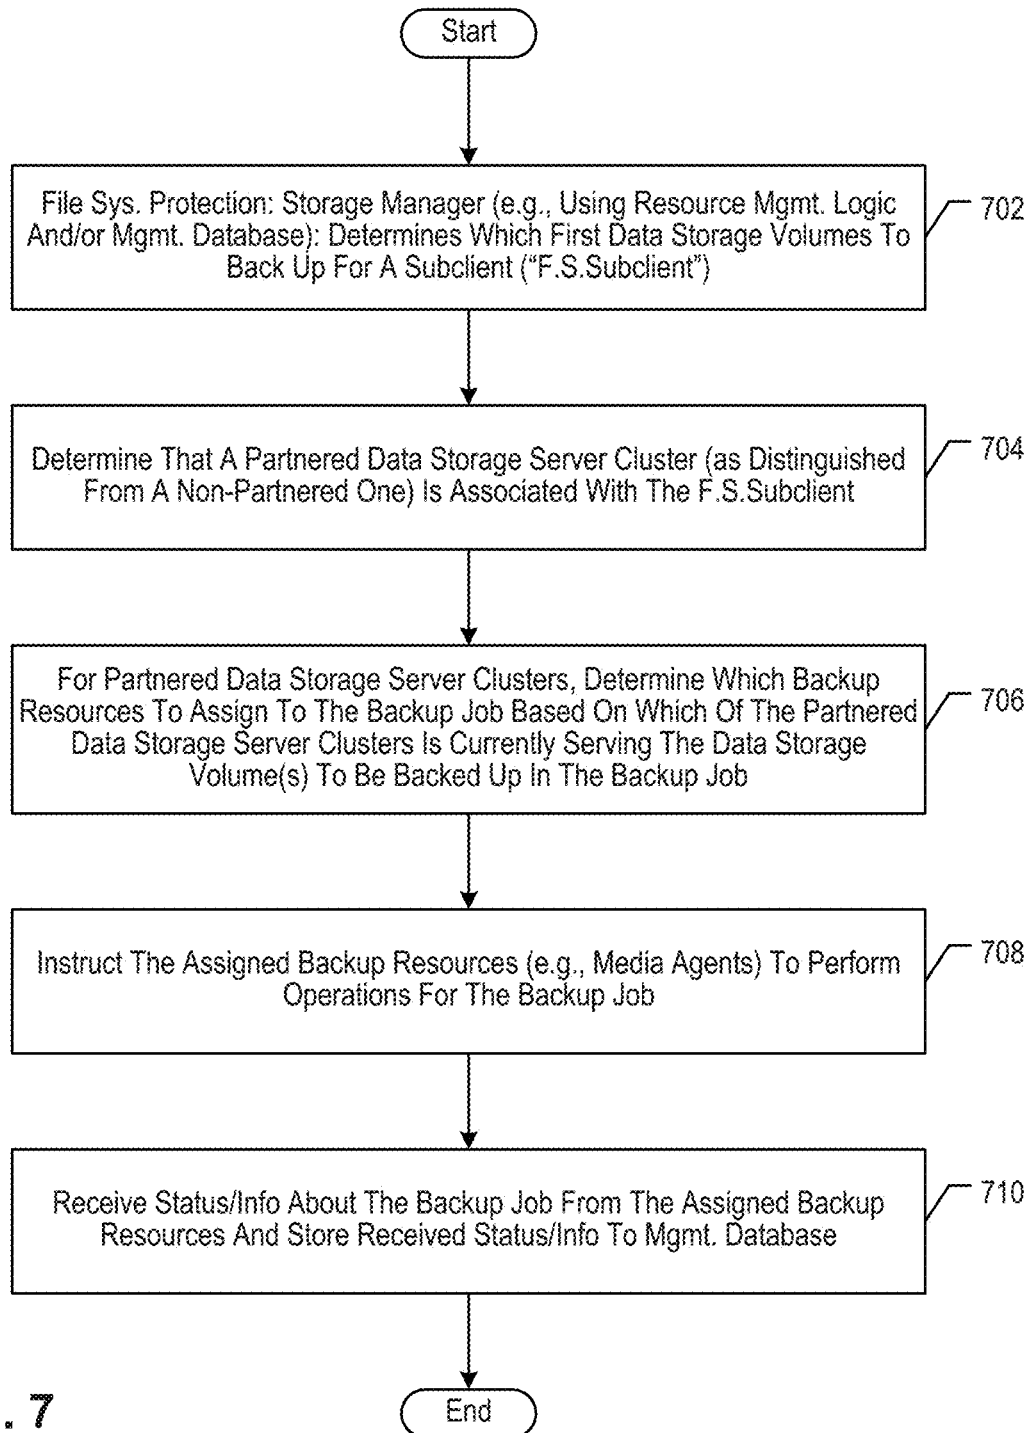 Start
File Sys. Protection: Storage Manager (e.g., Using Resource Mgmt. Logic
And/or Mgmt. Database): Determines Which First Data Storage Volumes To
Back Up For A Subclient (“F.S.Subclient”)
702
Determine That A Partnered Data Storage Server Cluster (as Distinguished
From A Non-Partnered One) Is Associated With The F.S.Subclient
704
For Partnered Data Storage Server Clusters, Determine Which Backup
Resources To Assign To The Backup Job Based On Which Of The Partnered
Data Storage Server Clusters Is Currently Serving The Data Storage
Volume(s) To Be Backed Up In The Backup Job
706
Instruct The Assigned Backup Resources (e.g., Media Agents) To Perform
Operations For The Backup Job
708
Receive Status/Info About The Backup Job From The Assigned Backup
Resources And Store Received Status/Info To Mgmt. Database
710
End
. 7